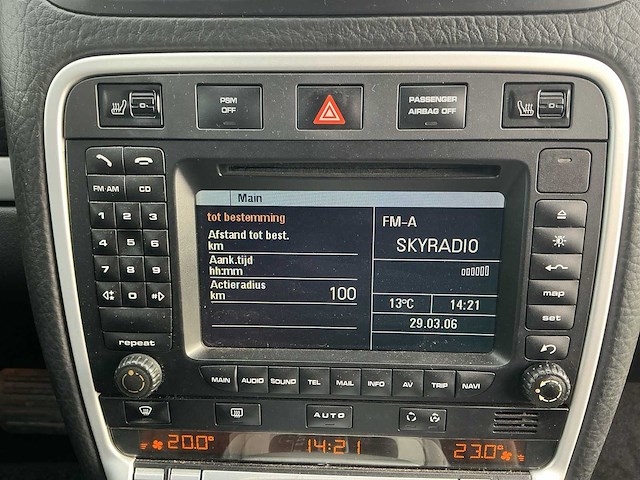 PSM
OFF
PASSENGER
AIRBAG OFF
FM·AM
CD
1 2 3
4 5 6
7 8 9
0 #
repeat
Main
tot bestemming
Afstand tot best.
km
Aank.tijd
hh:mm
Actieradius
km 100
FM-A
SKYRADIO
13°C 14:21
29.03.06
map
set
MAIN AUDIO SOUND TEL MAIL INFO AV TRIP NAVI
AUTO
20.0° 14:21 23.0°